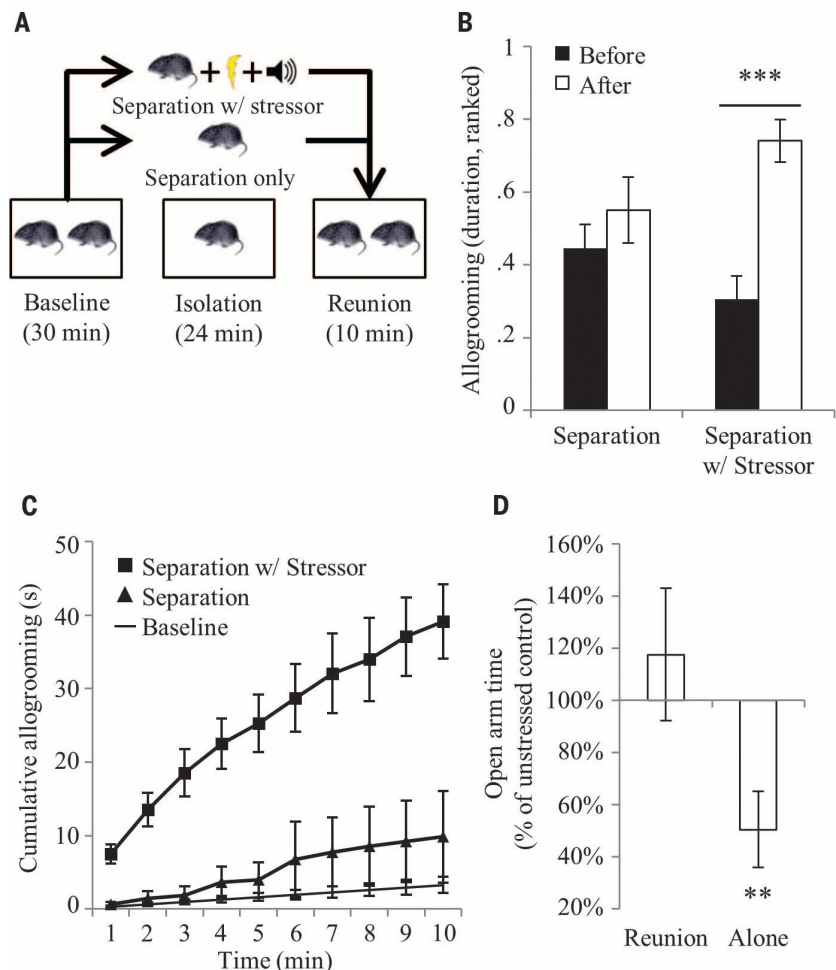 A
+ +
Separation w/ stressor
Separation only
Baseline
(30 min)
Isolation
(24 min)
Reunion
(10 min)
B
Allogrooming (duration, ranked)
1
.8
.6
.4
.2
0
Before
After
***
Separation
Separation
w/ Stressor
C
Cumulative allogrooming (s)
50
40
30
20
10
0
Separation w/ Stressor
Separation
Baseline
1 2 3 4 5 6 7 8 9 10
Time (min)
D
Open arm time
(% of unstressed control)
160%
140%
120%
100%
80%
60%
40%
20%
**
Reunion Alone